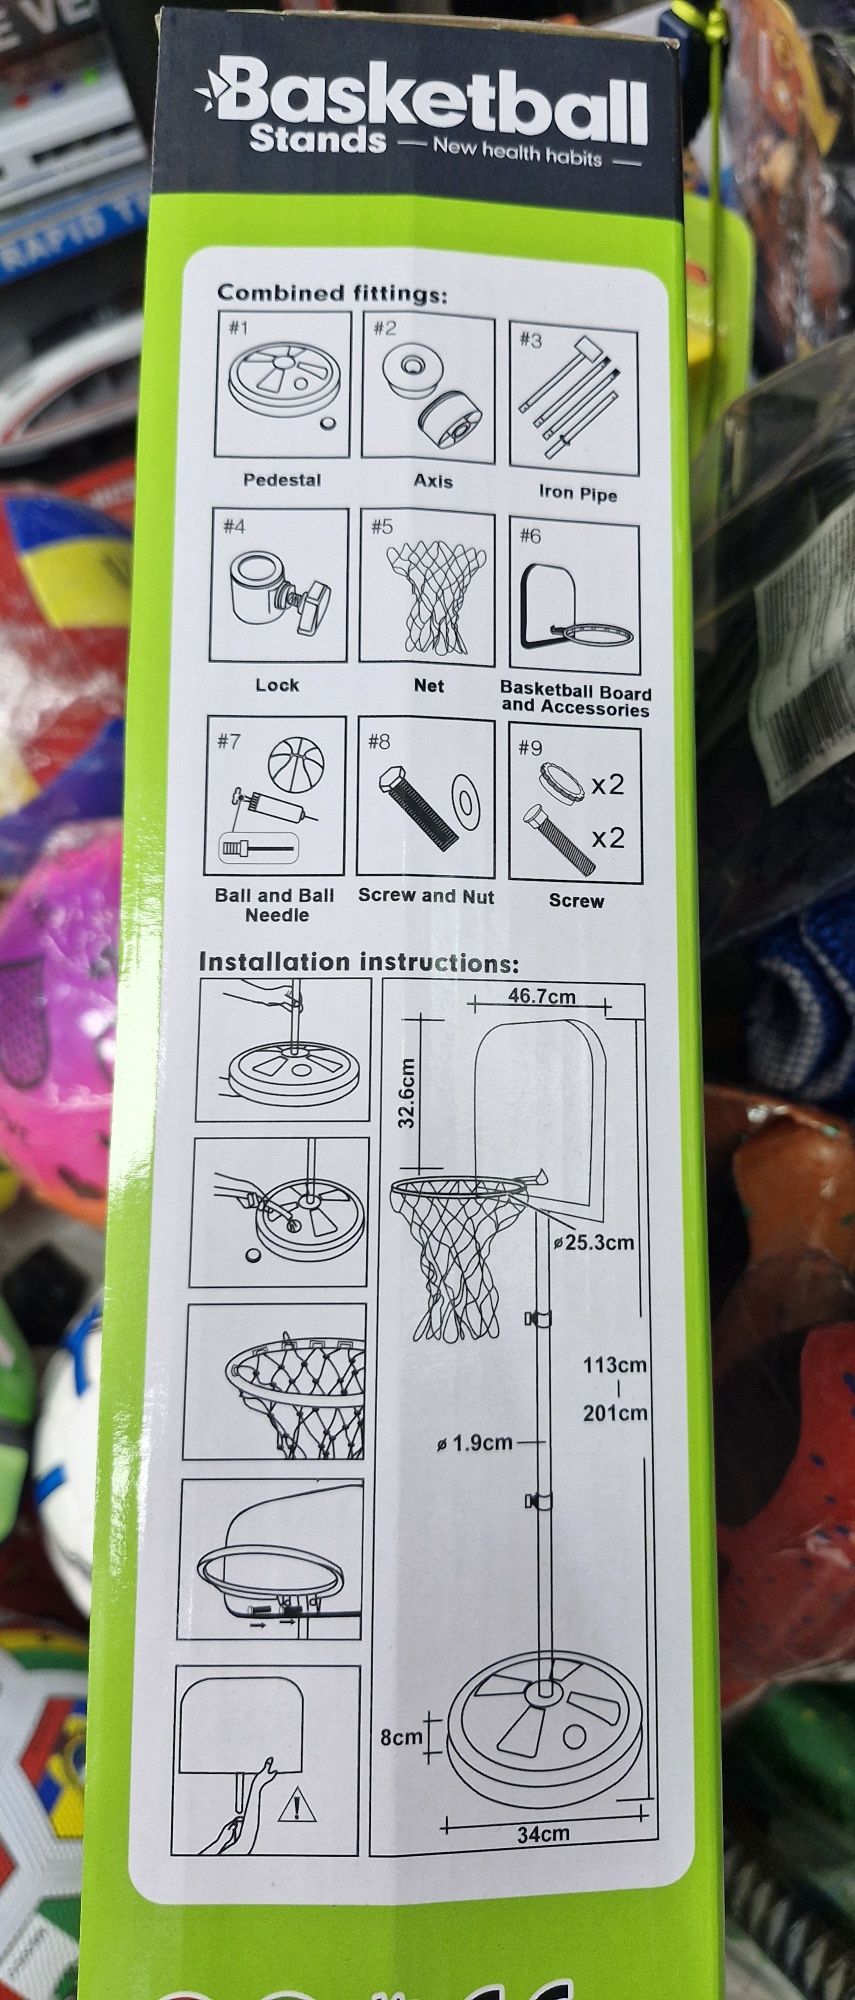 Basketball
Stands — New health habits —
Combined fittings:
#1
#2
#3
Pedestal
Axis
Iron Pipe
#4
#5
#6
Lock
Net
Basketball Board
and Accessories
#7
#8
#9
x2
x2
Ball and Ball
Needle
Screw and Nut
Screw
Installation instructions:
46.7cm
32.6cm
ø25.3cm
113cm
201cm
ø 1.9cm
8cm
34cm
RAPID